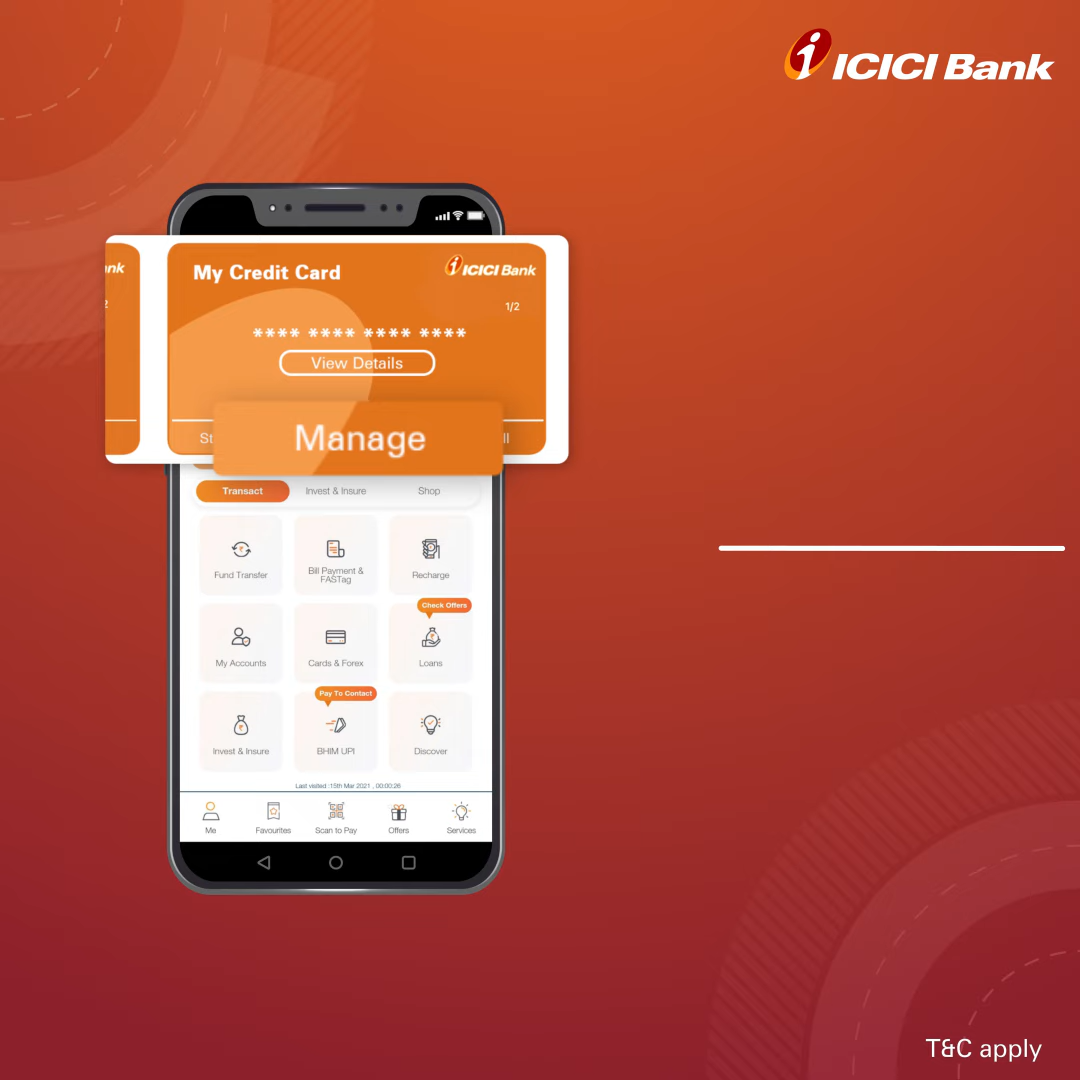 ICICI Bank
My Credit Card
ICICI Bank
1/2
**** **** **** ****
View Details
Manage
Transact
Invest & Insure
Shop
Fund Transfer
Bill Payment &
FASTag
Recharge
Check Offers
My Accounts
Cards & Forex
Loans
Pay To Contact
Invest & Insure
BHIM UPI
Discover
Last visited :15th Mar 2021 , 00:00:26
Me
Favourites
Scan to Pay
Offers
Services
T&C apply